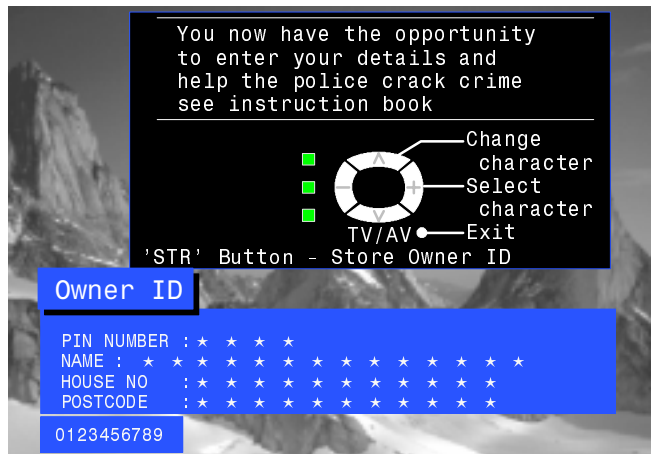 You now have the opportunity
to enter your details and
help the police crack crime
see instruction book
Change
character
Select
character
TV/AV
Exit
'STR' Button - Store Owner ID
Owner ID
PIN NUMBER : ★ ★ ★ ★
NAME : ★ ★ ★ ★ ★ ★ ★ ★ ★ ★ ★ ★ ★ ★
HOUSE NO : ★ ★ ★ ★ ★ ★ ★ ★ ★ ★ ★
POSTCODE : ★ ★ ★ ★ ★ ★ ★ ★ ★ ★ ★
0123456789